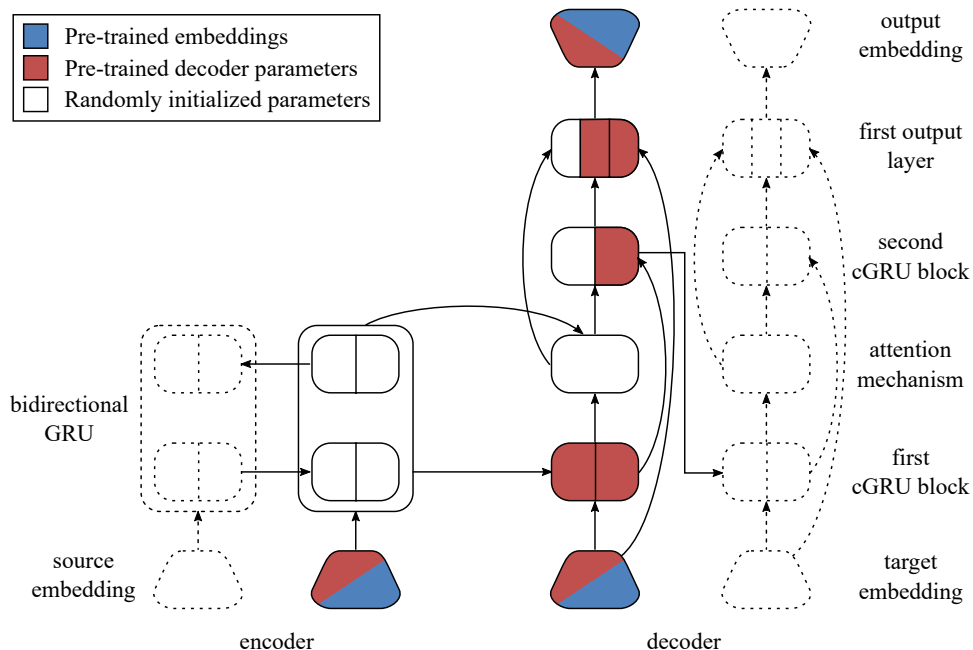 Pre-trained embeddings
Pre-trained decoder parameters
Randomly initialized parameters
output
embedding
first output
layer
second
cGRU block
attention
mechanism
bidirectional
GRU
first
cGRU block
source
embedding
target
embedding
encoder
decoder